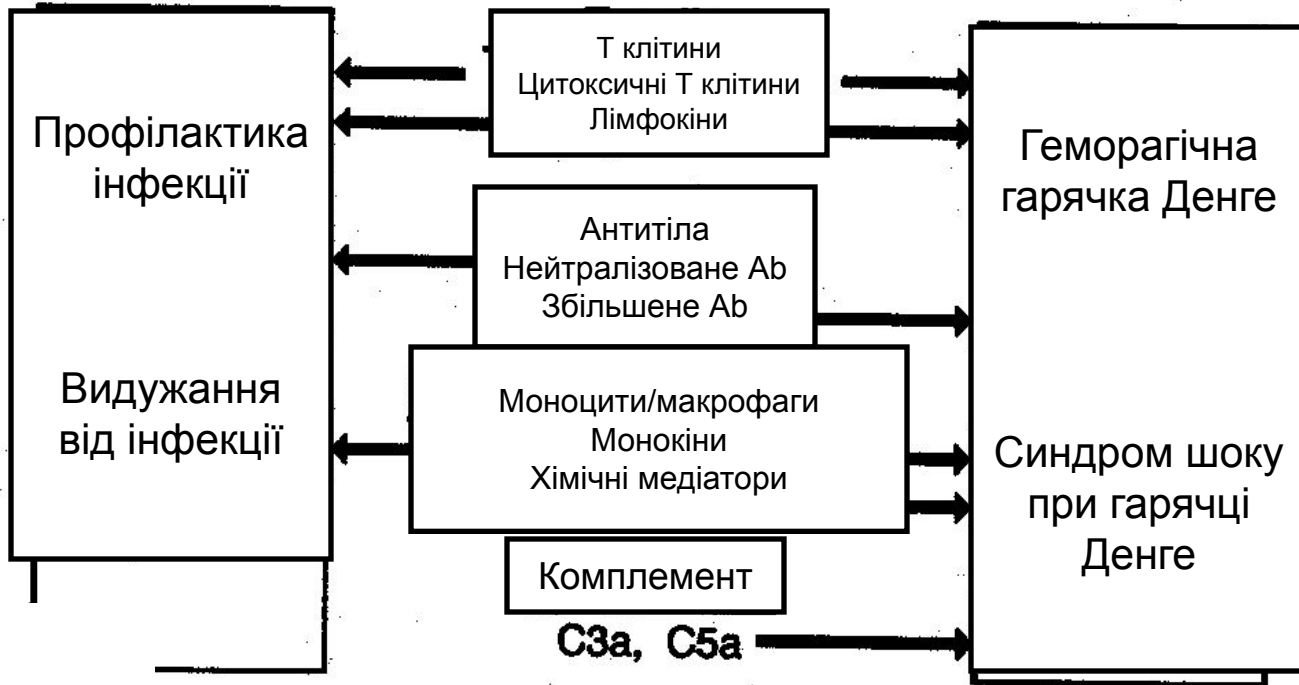 Профілактика
інфекції
Видужання
від інфекції
Т клітини
Цитоксичні Т клітини
Лімфокіни
Антитіла
Нейтралізоване Ab
Збільшене Ab
Моноцити/макрофаги
Монокіни
Хімічні медіатори
Комплемент
C3a, C5a
Геморагічна
гарячка Денге
Синдром шоку
при гарячці
Денге